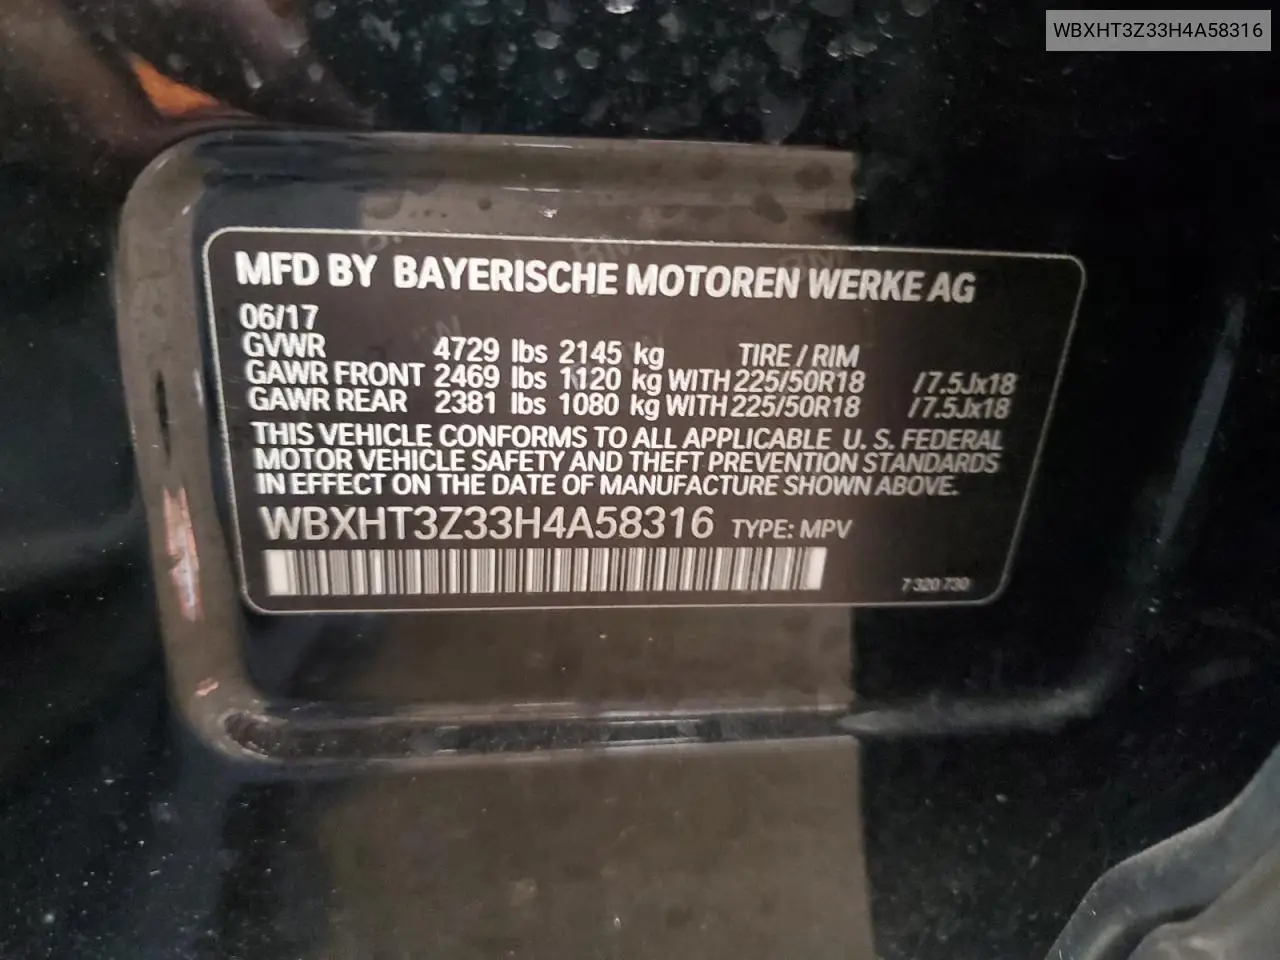 WBXHT3Z33H4A58316
MFD BY BAYERISCHE MOTOREN WERKE AG
06/17
GVWR 4729 lbs 2145 kg TIRE / RIM
GAWR FRONT 2469 lbs 1120 kg WITH 225/50R18 /7.5Jx18
GAWR REAR 2381 lbs 1080 kg WITH 225/50R18 /7.5Jx18
THIS VEHICLE CONFORMS TO ALL APPLICABLE U. S. FEDERAL
MOTOR VEHICLE SAFETY AND THEFT PREVENTION STANDARDS
IN EFFECT ON THE DATE OF MANUFACTURE SHOWN ABOVE.
WBXHT3Z33H4A58316 TYPE: MPV
7 320 730